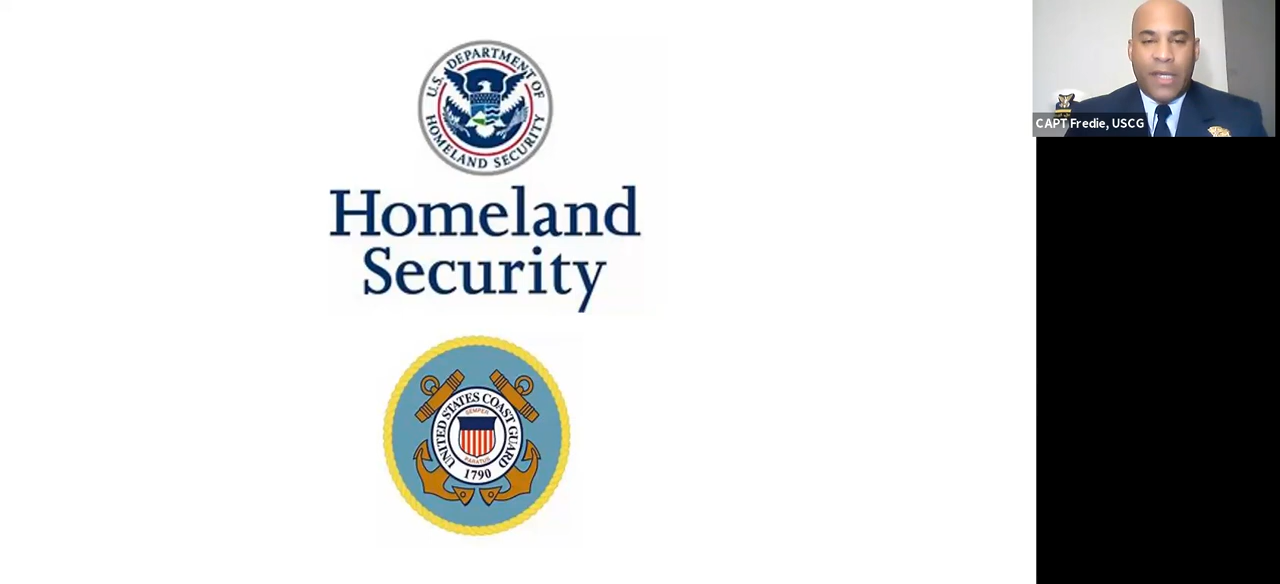 U.S. DEPARTMENT OF
HOMELAND SECURITY
Homeland
Security
UNITED STATES COAST GUARD
SEMPER
PARATUS
1790
CAPT Fredie, USCG